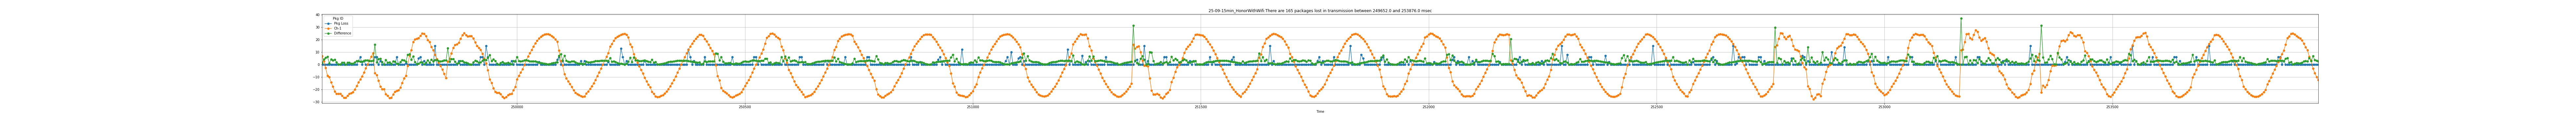 25-09-15min_HonorWifiWifi There are 165 packages lost in transmission between 249652.0 and 253876.0 msec
40
30
20
10
0
−10
−20
−30
Pkg ID
Pkg Loss
Ch 1
Difference
250000
250500
251000
251500
252000
252500
253000
253500
Time